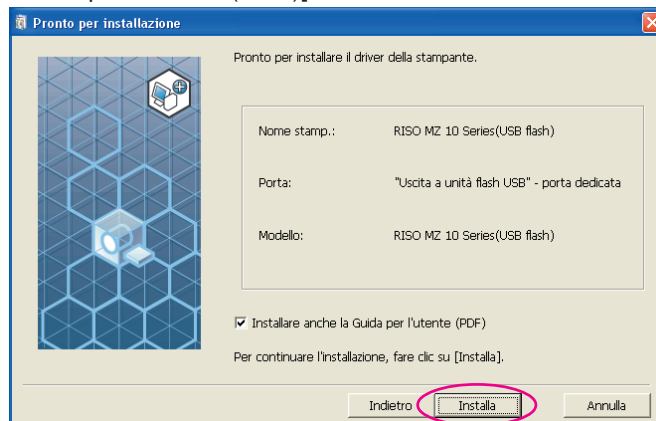 Pronto per installazione
Pronto per installare il driver della stampante.
Nome stamp.: RISO MZ 10 Series(USB flash)
Porta: "Uscita a unità flash USB" - porta dedicata
Modello: RISO MZ 10 Series(USB flash)
Installare anche la Guida per l'utente (PDF)
Per continuare l'installazione, fare clic su [Installa].
Indietro Installa Annulla